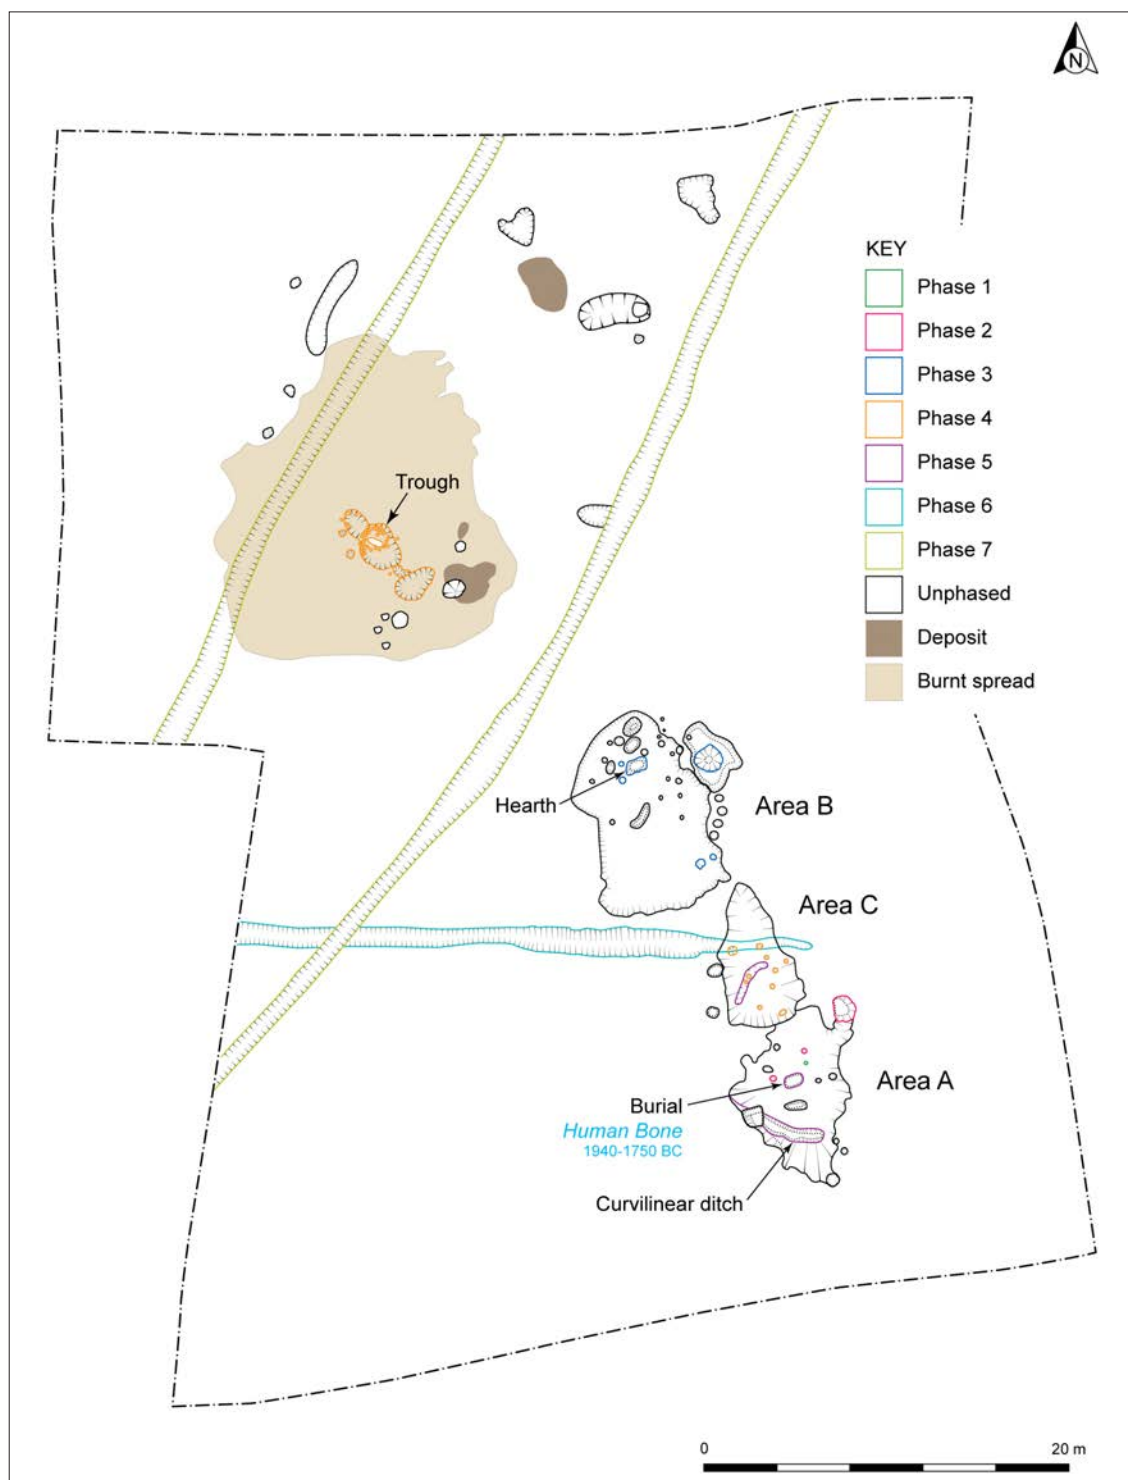 N
KEY
Phase 1
Phase 2
Phase 3
Phase 4
Phase 5
Phase 6
Phase 7
Unphased
Deposit
Burnt spread
Trough
Hearth
Area B
Area C
Area A
Burial
Human Bone
1940-1750 BC
Curvilinear ditch
0
20 m